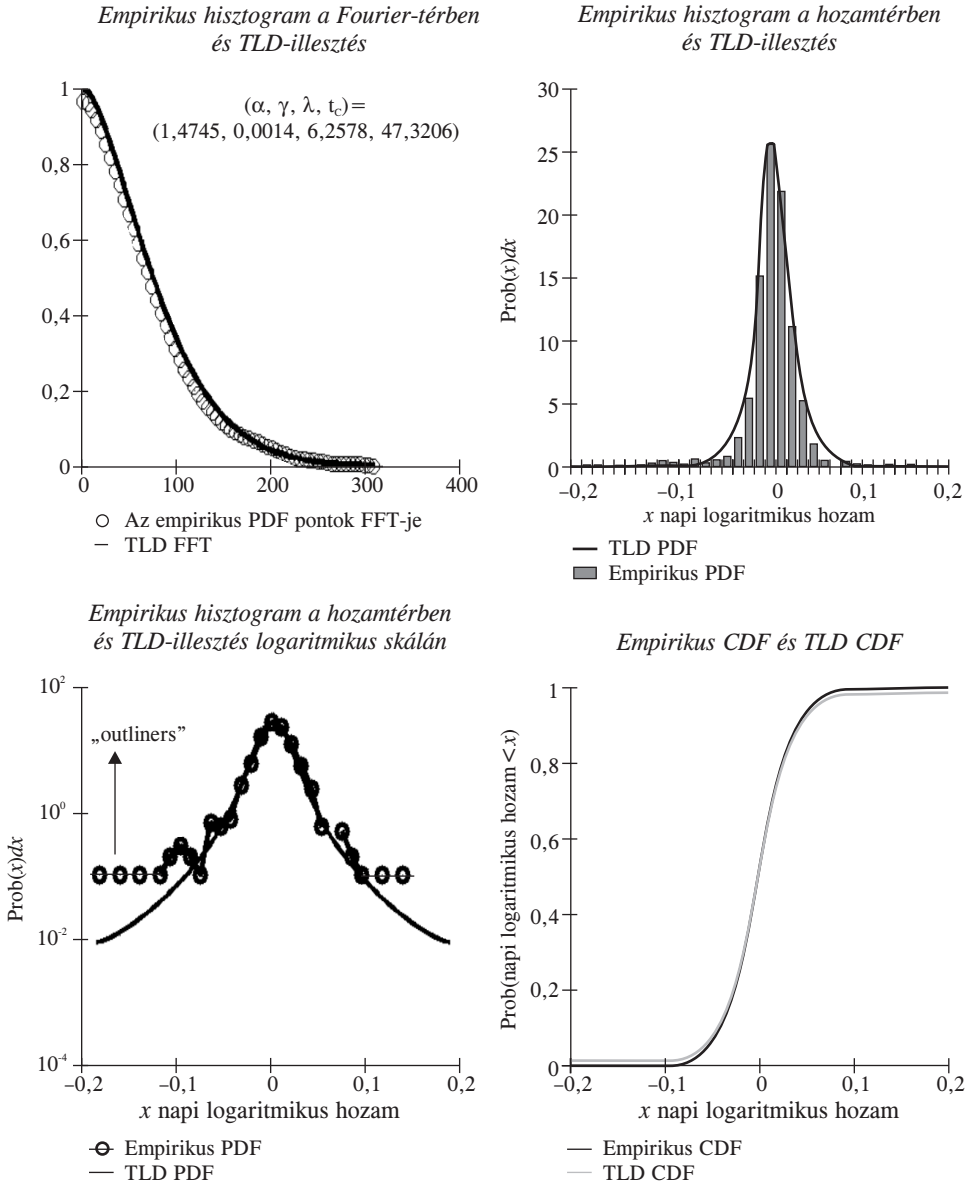 Empirikus hisztogram a Fourier-térben
és TLD-illesztés
(α, γ, λ, t_c)=
(1,4745, 0,0014, 6,2578, 47,3206)
1
0,8
0,6
0,4
0,2
0
0 100 200 300 400
Az empirikus PDF pontok FFT-je
TLD FFT
Empirikus hisztogram a hozamtérben
és TLD-illesztés
Prob(x)dx
30
25
20
15
10
5
0
–0,2 –0,1 0 0,1 0,2
x napi logaritmikus hozam
TLD PDF
Empirikus PDF
Empirikus hisztogram a hozamtérben
és TLD-illesztés logaritmikus skálán
Prob(x)dx
10²
10⁰
10⁻²
10⁻⁴
„outliners”
–0,2 –0,1 0 0,1 0,2
x napi logaritmikus hozam
Empirikus PDF
TLD PDF
Empirikus CDF és TLD CDF
Prob(napi logaritmikus hozam <x)
1
0,8
0,6
0,4
0,2
0
–0,2 –0,1 0 0,1 0,2
x napi logaritmikus hozam
Empirikus CDF
TLD CDF